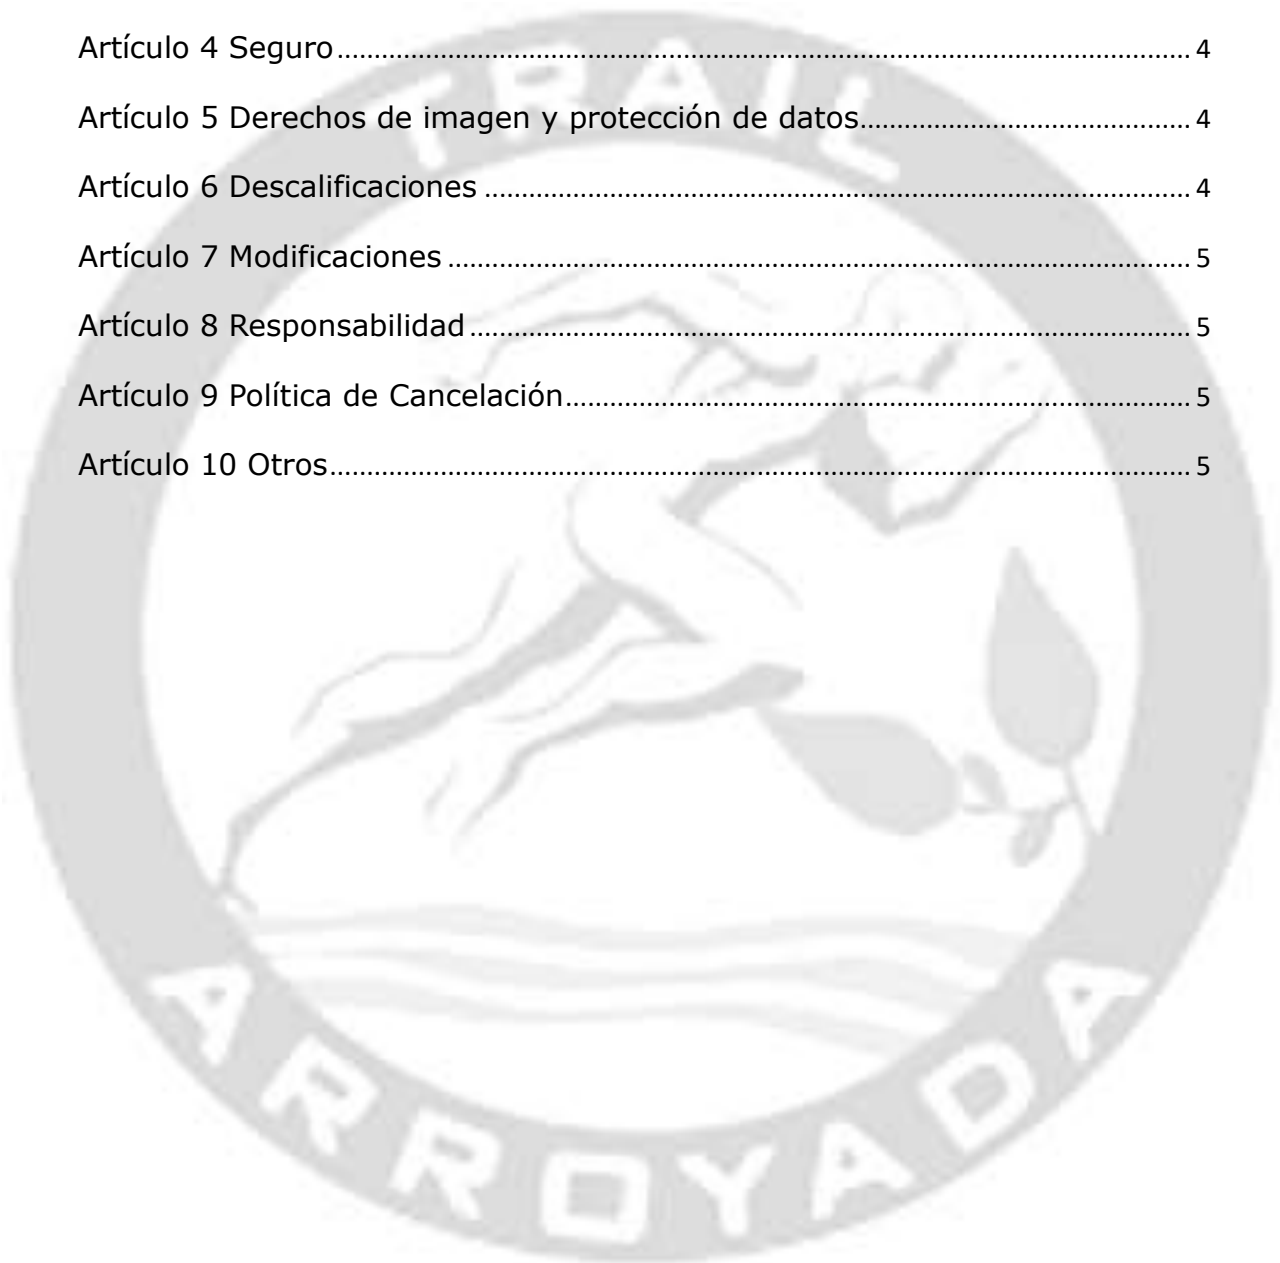 Artículo 4 Seguro........ 4
Artículo 5 Derechos de imagen y protección de datos........ 4
Artículo 6 Descalificaciones........ 4
Artículo 7 Modificaciones........ 5
Artículo 8 Responsabilidad........ 5
Artículo 9 Política de Cancelación........ 5
Artículo 10 Otros........ 5
TRAIL
ARROYADA